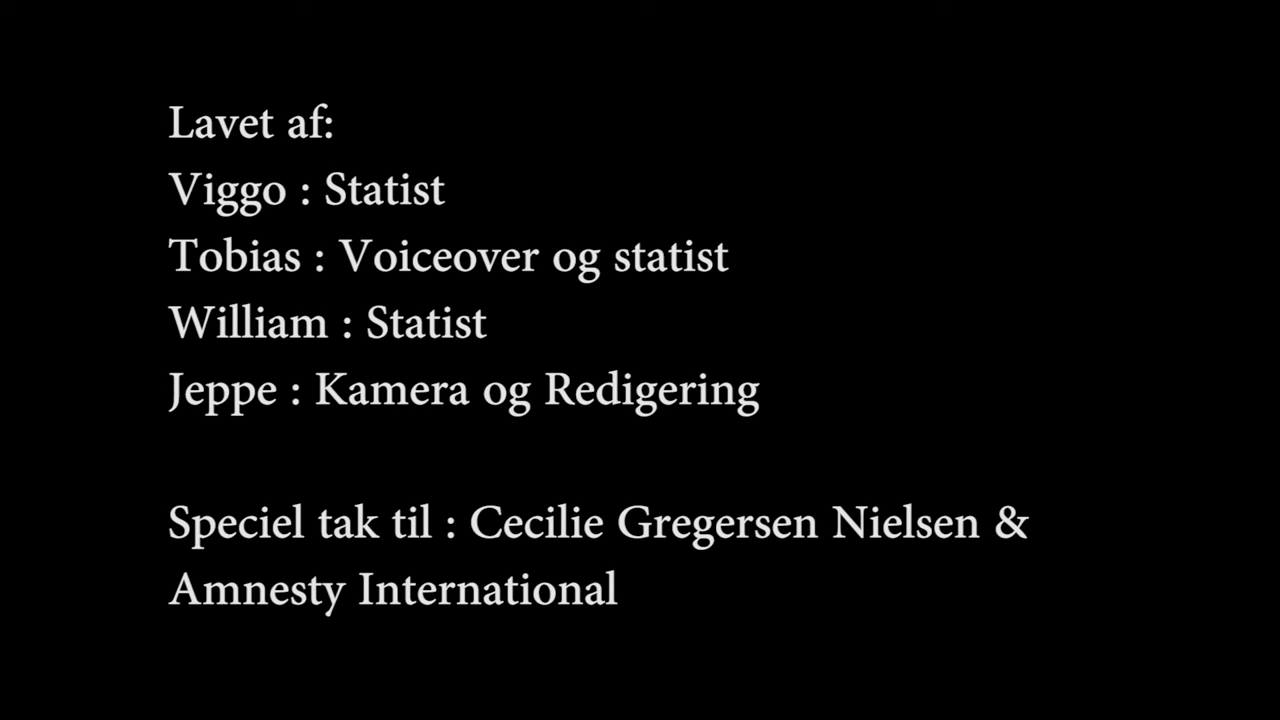 Lavet af:
Viggo : Statist
Tobias : Voiceover og statist
William : Statist
Jeppe : Kamera og Redigering
Speciel tak til : Cecilie Gregersen Nielsen &
Amnesty International